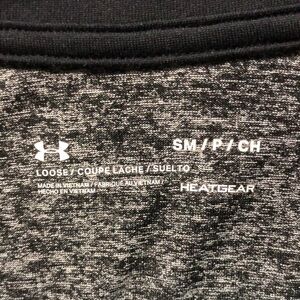 SM / P / CH
LOOSE / COUPE LACHE / SUELTO
MADE IN VIETNAM / FABRIQUÉ AU VIETNAM /
HECHO EN VIETNAM
HEATGEAR